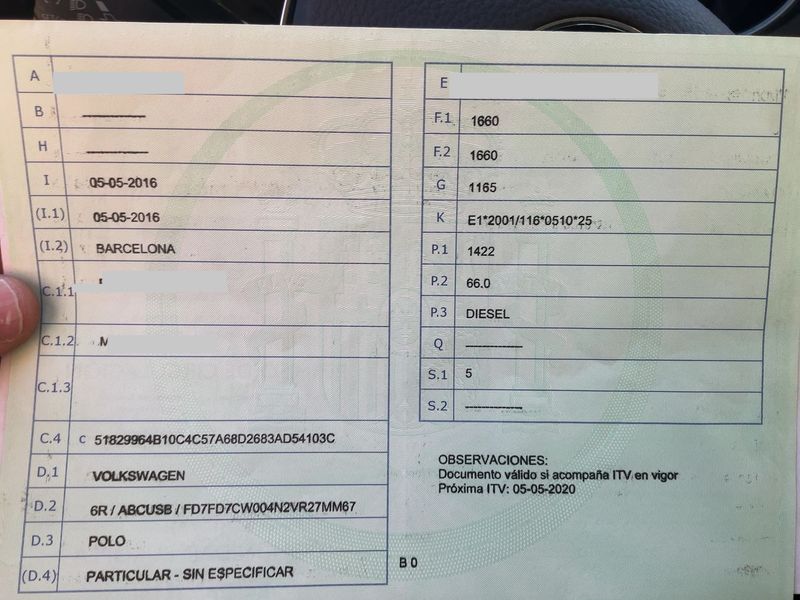 A
B ----------
H ----------
I 05-05-2016
(I.1) 05-05-2016
(I.2) BARCELONA
C.1.1
C.1.2 M
C.1.3
C.4 C 51829964B10C4C57A68D2683AD54103C
D.1 VOLKSWAGEN
D.2 6R / ABCUSB / FD7FD7CW004N2VR27MM67
D.3 POLO
(D.4) PARTICULAR - SIN ESPECIFICAR
E
F.1 1660
F.2 1660
G 1165
K E1*2001/116*0510*25
P.1 1422
P.2 66.0
P.3 DIESEL
Q ----------
S.1 5
S.2 ----------
OBSERVACIONES:
Documento válido si acompaña ITV en vigor
Próxima ITV: 05-05-2020
B 0